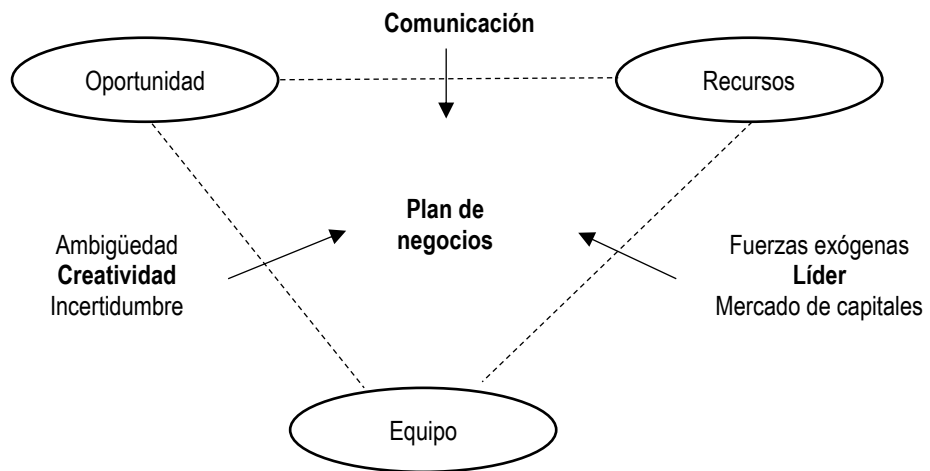 Comunicación
Oportunidad
Recursos
Plan de
negocios
Ambigüedad
Creatividad
Incertidumbre
Fuerzas exógenas
Líder
Mercado de capitales
Equipo